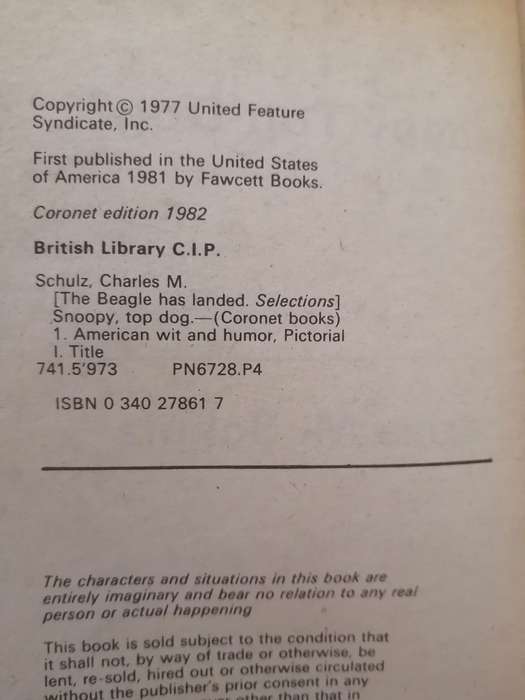 Copyright © 1977 United Feature
Syndicate, Inc.
First published in the United States
of America 1981 by Fawcett Books.
Coronet edition 1982
British Library C.I.P.
Schulz, Charles M.
[The Beagle has landed. Selections]
Snoopy, top dog.—(Coronet books)
1. American wit and humor, Pictorial
I. Title
741.5'973 PN6728.P4
ISBN 0 340 27861 7
The characters and situations in this book are
entirely imaginary and bear no relation to any real
person or actual happening
This book is sold subject to the condition that
it shall not, by way of trade or otherwise, be
lent, re-sold, hired out or otherwise circulated
without the publisher's prior consent in any
other than that in